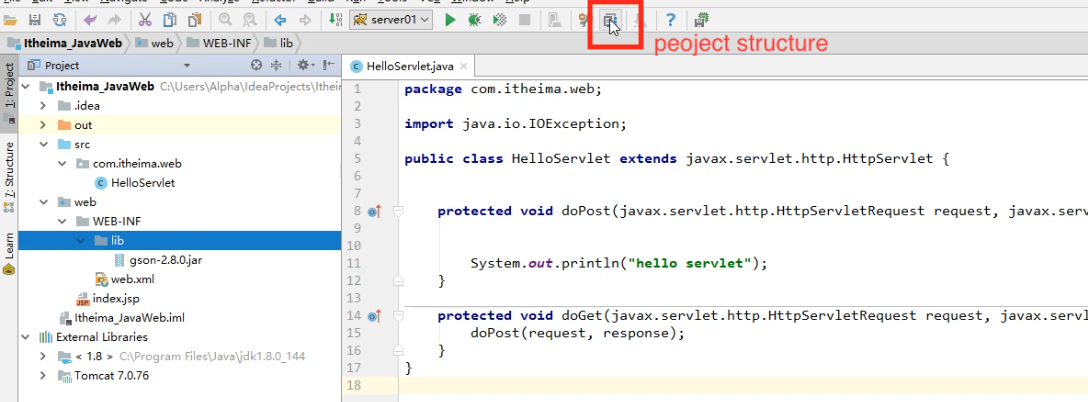 server01
peoject structure
Itheima_JavaWeb web WEB-INF lib
1: Project
7: Structure
Learn
Project
Itheima_JavaWeb C:\Users\Alpha\IdeaProjects\Ithei
.idea
out
src
com.itheima.web
HelloServlet
web
WEB-INF
lib
gson-2.8.0.jar
web.xml
index.jsp
Itheima_JavaWeb.iml
External Libraries
< 1.8 > C:\Program Files\Java\jdk1.8.0_144
Tomcat 7.0.76
HelloServlet.java
1 package com.itheima.web;
2
3 import java.io.IOException;
4
5 public class HelloServlet extends javax.servlet.http.HttpServlet {
6
7
8 protected void doPost(javax.servlet.http.HttpServletRequest request, javax.serv
9
10
11 System.out.println("hello servlet");
12 }
13
14 protected void doGet(javax.servlet.http.HttpServletRequest request, javax.servl
15 doPost(request, response);
16 }
17 }
18